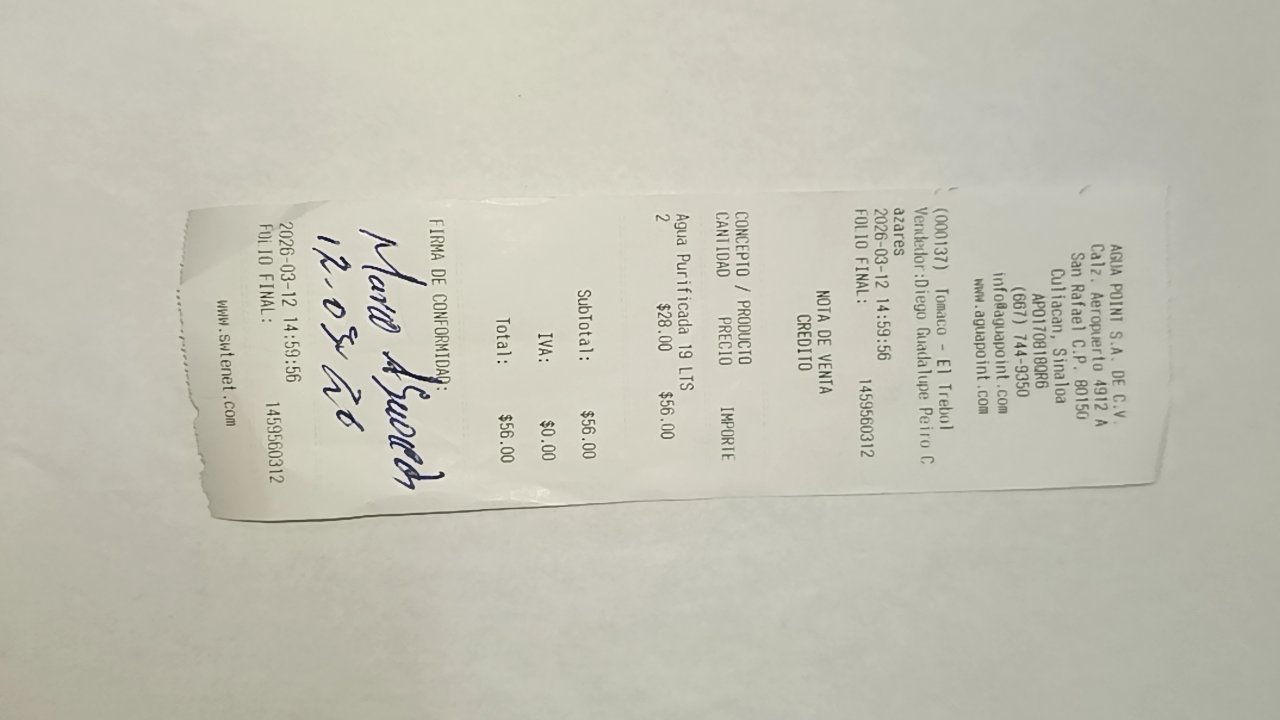 AGUA POINT S.A. DE C.V.
Calz. Aeropuerto 4912 A
San Rafael C.P. 80150
Culiacan, Sinaloa
APO170818QR6
(667) 744-9350
info@aguapoint.com
www.aguapoint.com
(000137) Tomaco - El Trebol
Vendedor:Diego Guadalupe Peiro C
azares
2026-03-12 14:59:56
FOLIO FINAL: 1459560312
NOTA DE VENTA
CREDITO
CONCEPTO / PRODUCTO
CANTIDAD PRECIO IMPORTE
Agua Purificada 19 LTS
2 $28.00 $56.00
SubTotal: $56.00
IVA: $0.00
Total: $56.00
FIRMA DE CONFORMIDAD:
Mario A
12.03.26
2026-03-12 14:59:56
FOLIO FINAL: 1459560312
www.swtenet.com